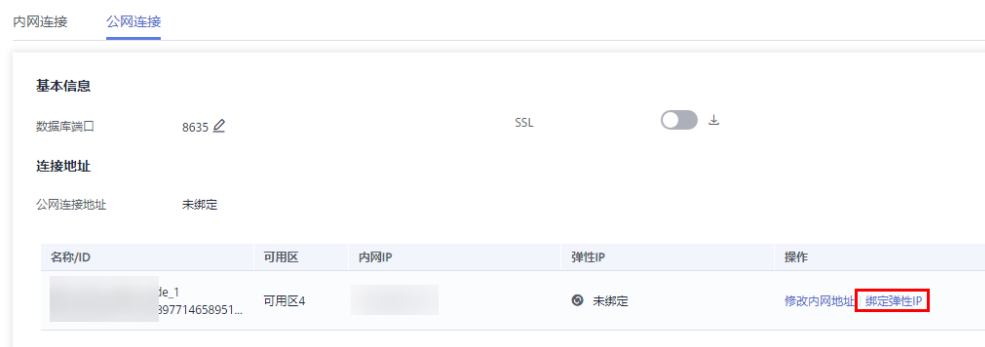 内网连接 公网连接
基本信息
数据库端口 8635 SSL
连接地址
公网连接地址 未绑定
名称/ID 可用区 内网IP 弹性IP 操作
de_1
397714658951... 可用区4 未绑定 修改内网地址 绑定弹性IP